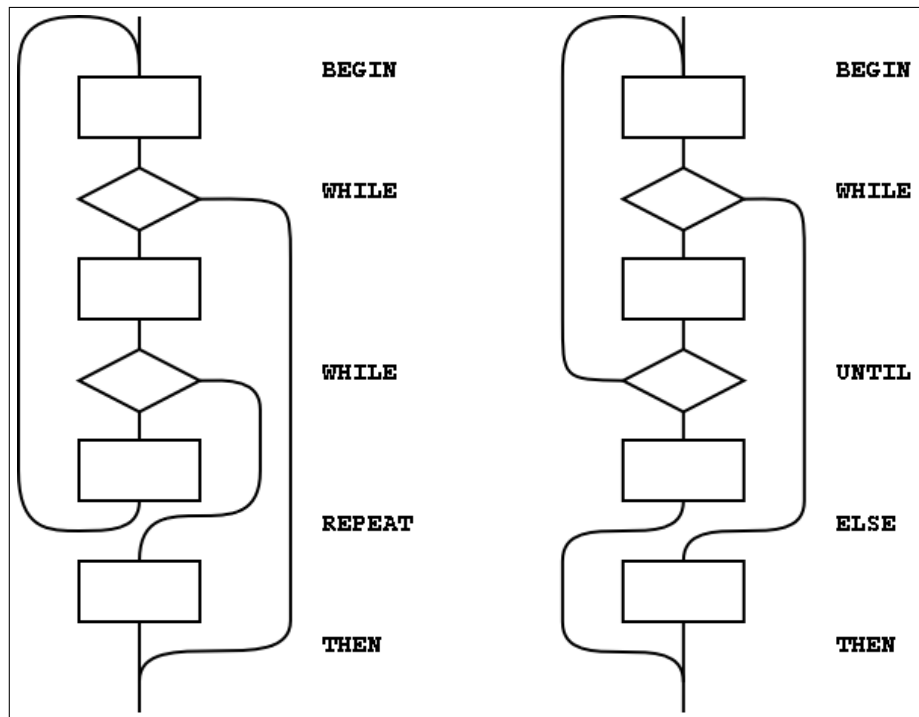 BEGIN
WHILE
WHILE
REPEAT
THEN
BEGIN
WHILE
UNTIL
ELSE
THEN